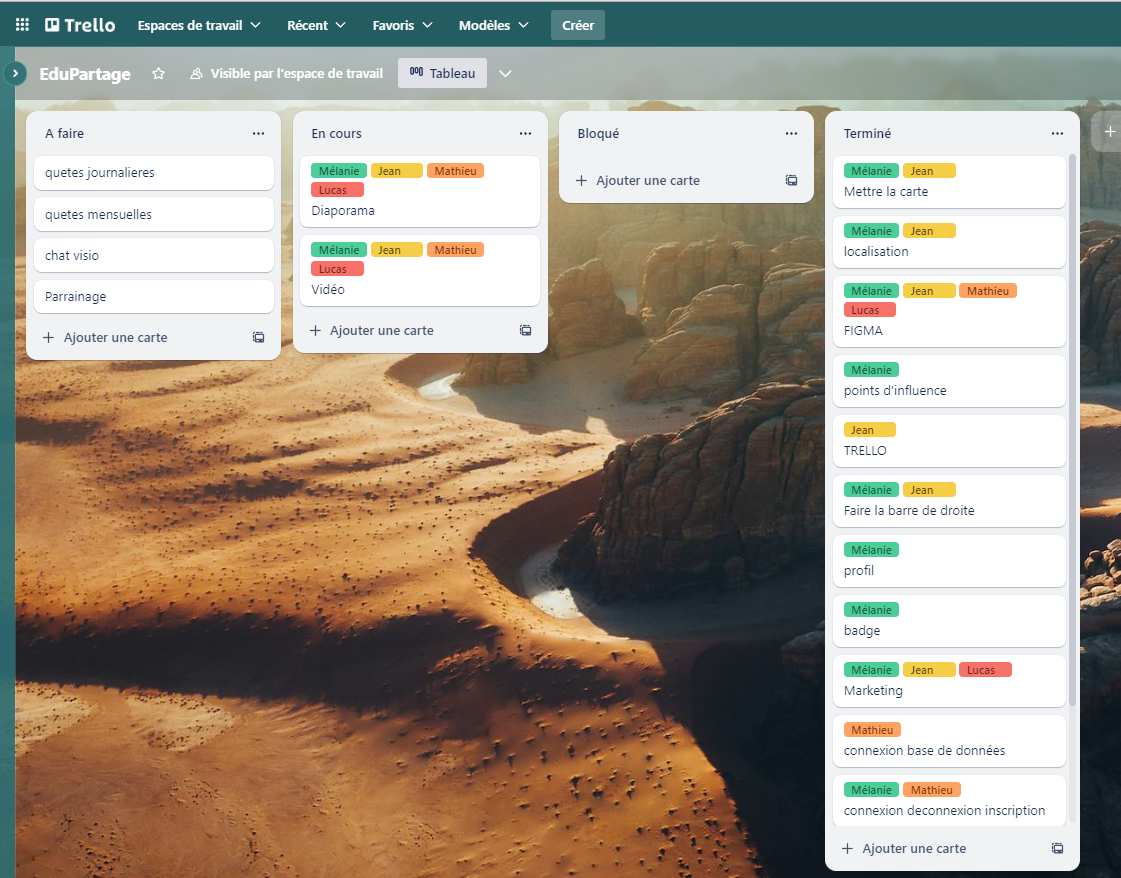 Trello
Espaces de travail
Récent
Favoris
Modèles
Créer
EduPartage
Visible par l'espace de travail
Tableau
A faire
quetes journalieres
quetes mensuelles
chat visio
Parrainage
Ajouter une carte
En cours
Mélanie Jean Mathieu
Lucas
Diaporama
Mélanie Jean Mathieu
Lucas
Vidéo
Ajouter une carte
Bloqué
Ajouter une carte
Terminé
Mélanie Jean
Mettre la carte
Mélanie Jean
localisation
Mélanie Jean Mathieu
Lucas
FIGMA
Mélanie
points d'influence
Jean
TRELLO
Mélanie Jean
Faire la barre de droite
Mélanie
profil
Mélanie
badge
Mélanie Jean Lucas
Marketing
Mathieu
connexion base de données
Mélanie Mathieu
connexion deconnexion inscription
Ajouter une carte